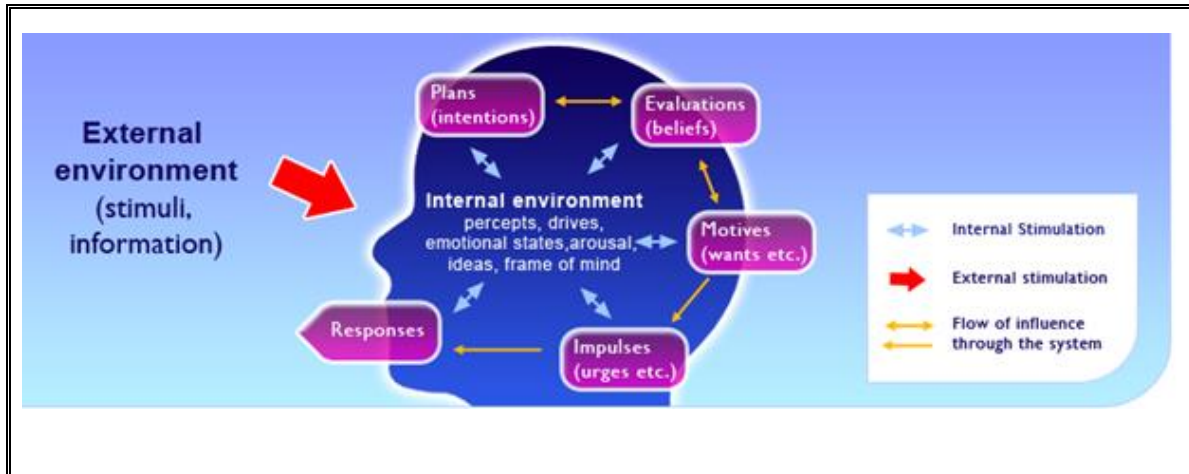 External
environment
(stimuli,
information)
Plans
(intentions)
Evaluations
(beliefs)
Internal environment
percepts, drives,
emotional states,arousal,
ideas, frame of mind
Motives
(wants etc.)
Responses
Impulses
(urges etc.)
Internal Stimulation
External stimulation
Flow of influence
through the system